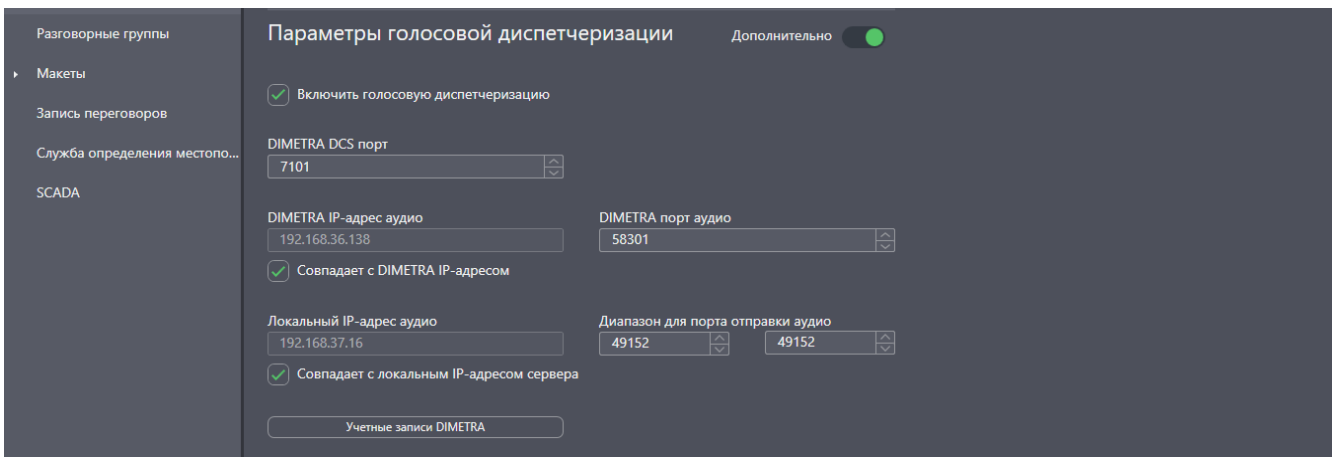 Разговорные группы
Макеты
Запись переговоров
Служба определения местопо...
SCADA
Параметры голосовой диспетчеризации
Дополнительно
Включить голосовую диспетчеризацию
DIMETRA DCS порт
7101
DIMETRA IP-адрес аудио
DIMETRA порт аудио
192.168.36.138
58301
Совпадает с DIMETRA IP-адресом
Локальный IP-адрес аудио
Диапазон для порта отправки аудио
192.168.37.16
49152
49152
Совпадает с локальным IP-адресом сервера
Учетные записи DIMETRA